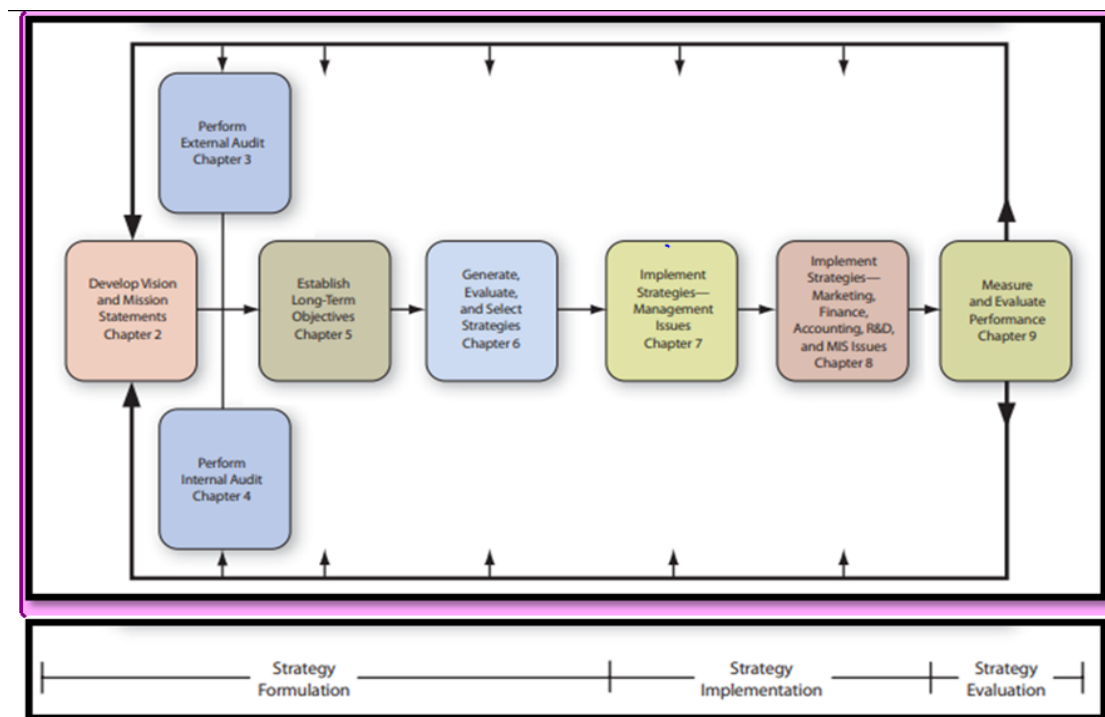 Perform
External Audit
Chapter 3
Develop Vision
and Mission
Statements
Chapter 2
Establish
Long-Term
Objectives
Chapter 5
Generate,
Evaluate,
and Select
Strategies
Chapter 6
Implement
Strategies—
Management
Issues
Chapter 7
Implement
Strategies—
Marketing,
Finance,
Accounting, R&D,
and MIS Issues
Chapter 8
Measure
and Evaluate
Performance
Chapter 9
Perform
Internal Audit
Chapter 4
Strategy
Formulation
Strategy
Implementation
Strategy
Evaluation